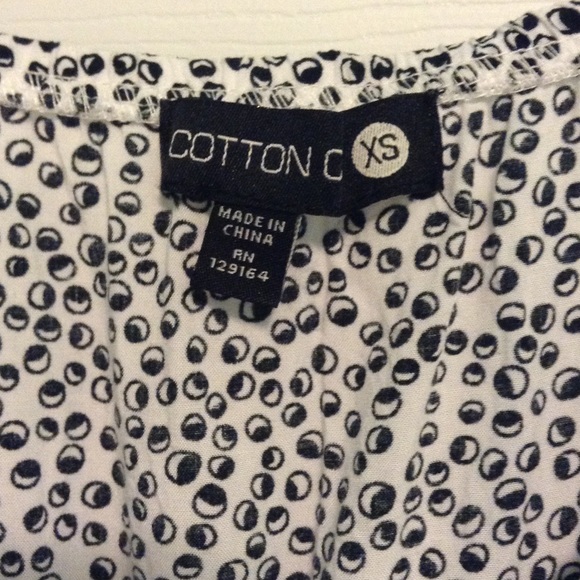 COTTON O
XS
MADE IN
CHINA
RN
129164